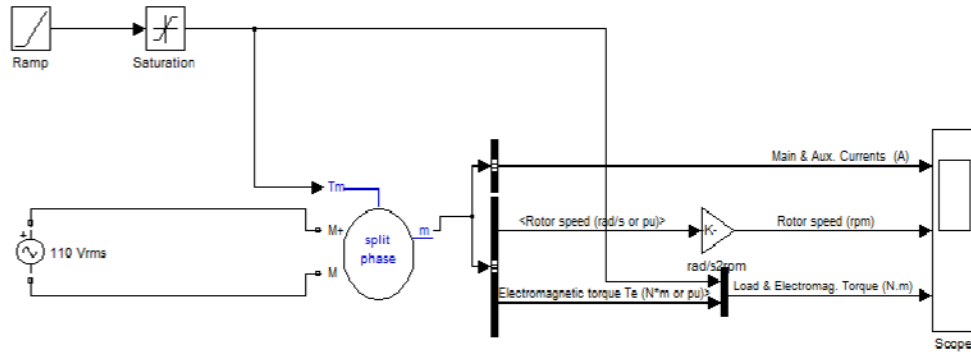 Ramp
Saturation
Main & Aux. Currents (A)
Tm
M+
split
phase
m
<Rotor speed (rad/s or pu)>
K-
Rotor speed (rpm)
+
110 Vrms
M
rad/s2rpm
Electromagnetic torque Te (N*m or pu)>
Load & Electromag. Torque (N.m)
Scope